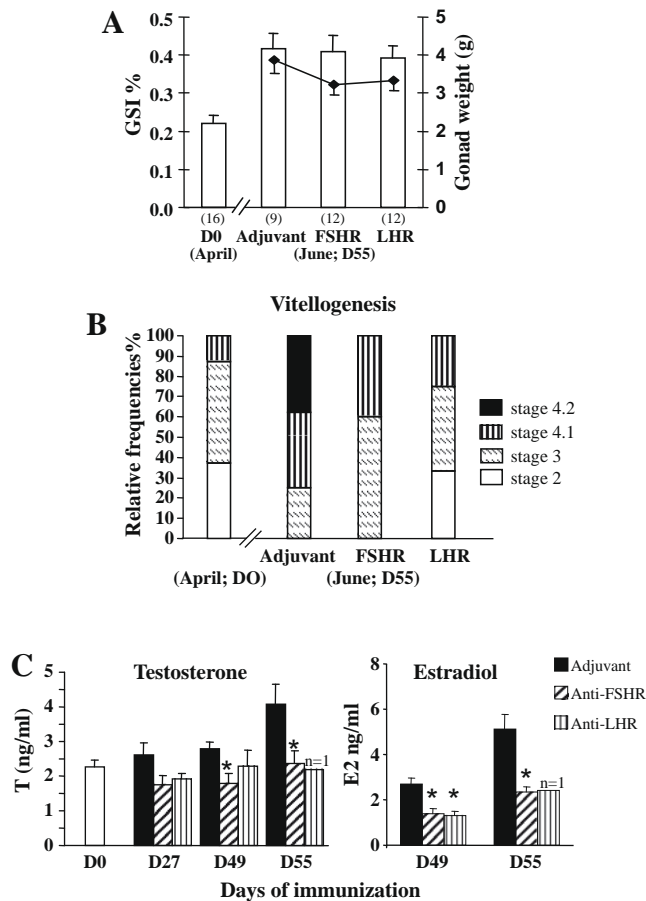 A
GSI %
0.5
0.4
0.3
0.2
0.1
0.0
5
4
3
2
1
0
Gonad weight (g)
(16) (9) (12) (12)
D0 Adjuvant FSHR LHR
(April) (June; D55)
Vitellogenesis
B
Relative frequencies%
100
90
80
70
60
50
40
30
20
10
0
stage 4.2
stage 4.1
stage 3
stage 2
Adjuvant FSHR LHR
(April; DO) (June; D55)
C
Testosterone
T (ng/ml)
5
4
3
2
1
0
* * n=1
D0 D27 D49 D55
Estradiol
E2 ng/ml
8
6
4
2
0
* * * n=1
D49 D55
Adjuvant
Anti-FSHR
Anti-LHR
Days of immunization